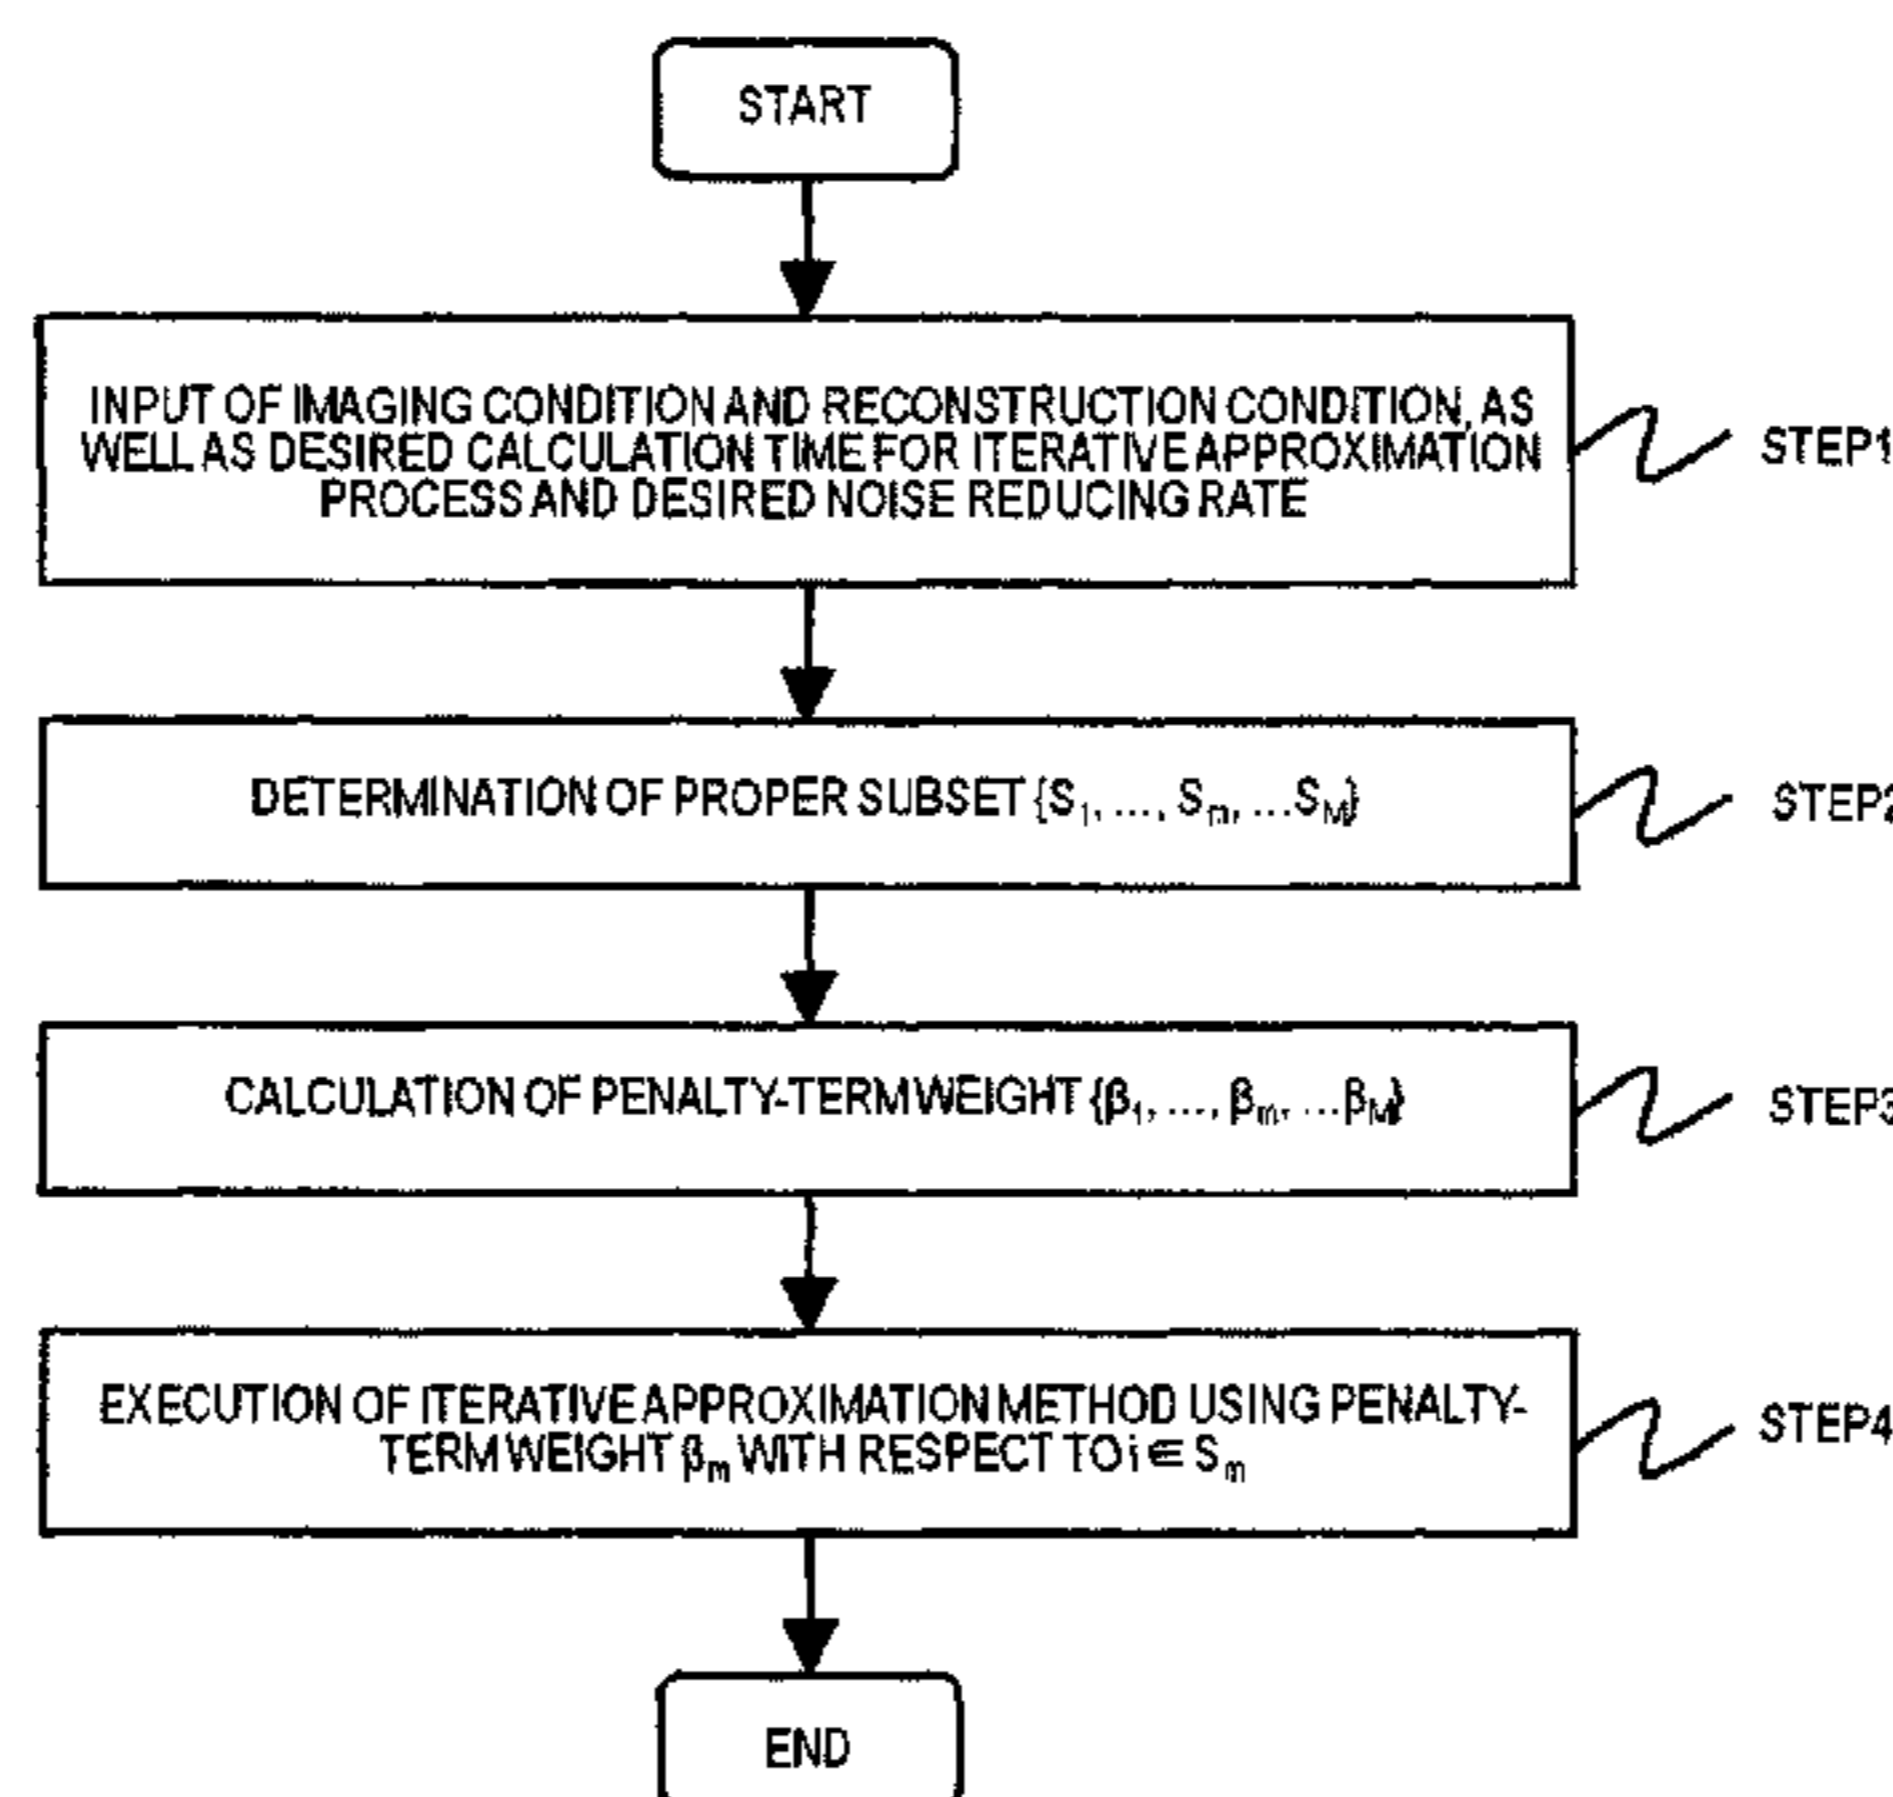 START
INPUT OF IMAGING CONDITION AND RECONSTRUCTION CONDITION, AS
WELL AS DESIRED CALCULATION TIME FOR ITERATIVE APPROXIMATION
PROCESS AND DESIRED NOISE REDUCING RATE
STEP1
DETERMINATION OF PROPER SUBSET {S₁, ..., Sₘ, ...S_M}
STEP2
CALCULATION OF PENALTY-TERM WEIGHT {β₁, ..., βₘ, ...β_M}
STEP3
EXECUTION OF ITERATIVE APPROXIMATION METHOD USING PENALTY-
TERM WEIGHT βₘ WITH RESPECT TO i ∈ Sₘ
STEP4
END